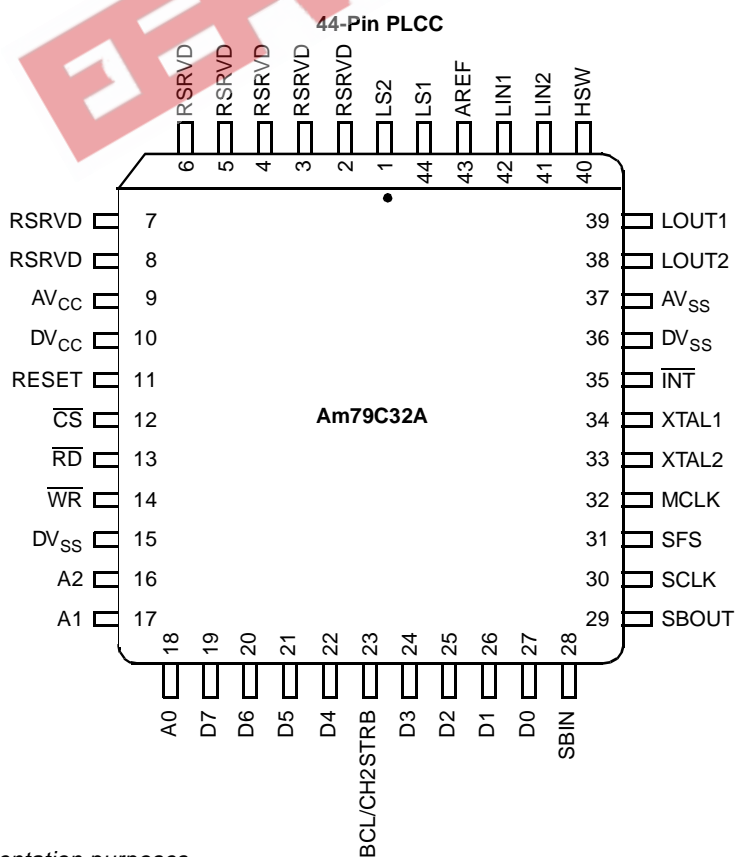 44-Pin PLCC
RSRVD
RSRVD
RSRVD
RSRVD
RSRVD
LS2
LS1
AREF
LIN1
LIN2
HSW
6
5
4
3
2
1
44
43
42
41
40
RSRVD 7
RSRVD 8
AVCC 9
DVCC 10
RESET 11
C̅S̅ 12
R̅D̅ 13
W̅R̅ 14
DVSS 15
A2 16
A1 17
39 LOUT1
38 LOUT2
37 AVSS
36 DVSS
35 I̅N̅T̅
34 XTAL1
33 XTAL2
32 MCLK
31 SFS
30 SCLK
29 SBOUT
Am79C32A
18
19
20
21
22
23
24
25
26
27
28
A0
D7
D6
D5
D4
BCL/CH2STRB
D3
D2
D1
D0
SBIN
purposes